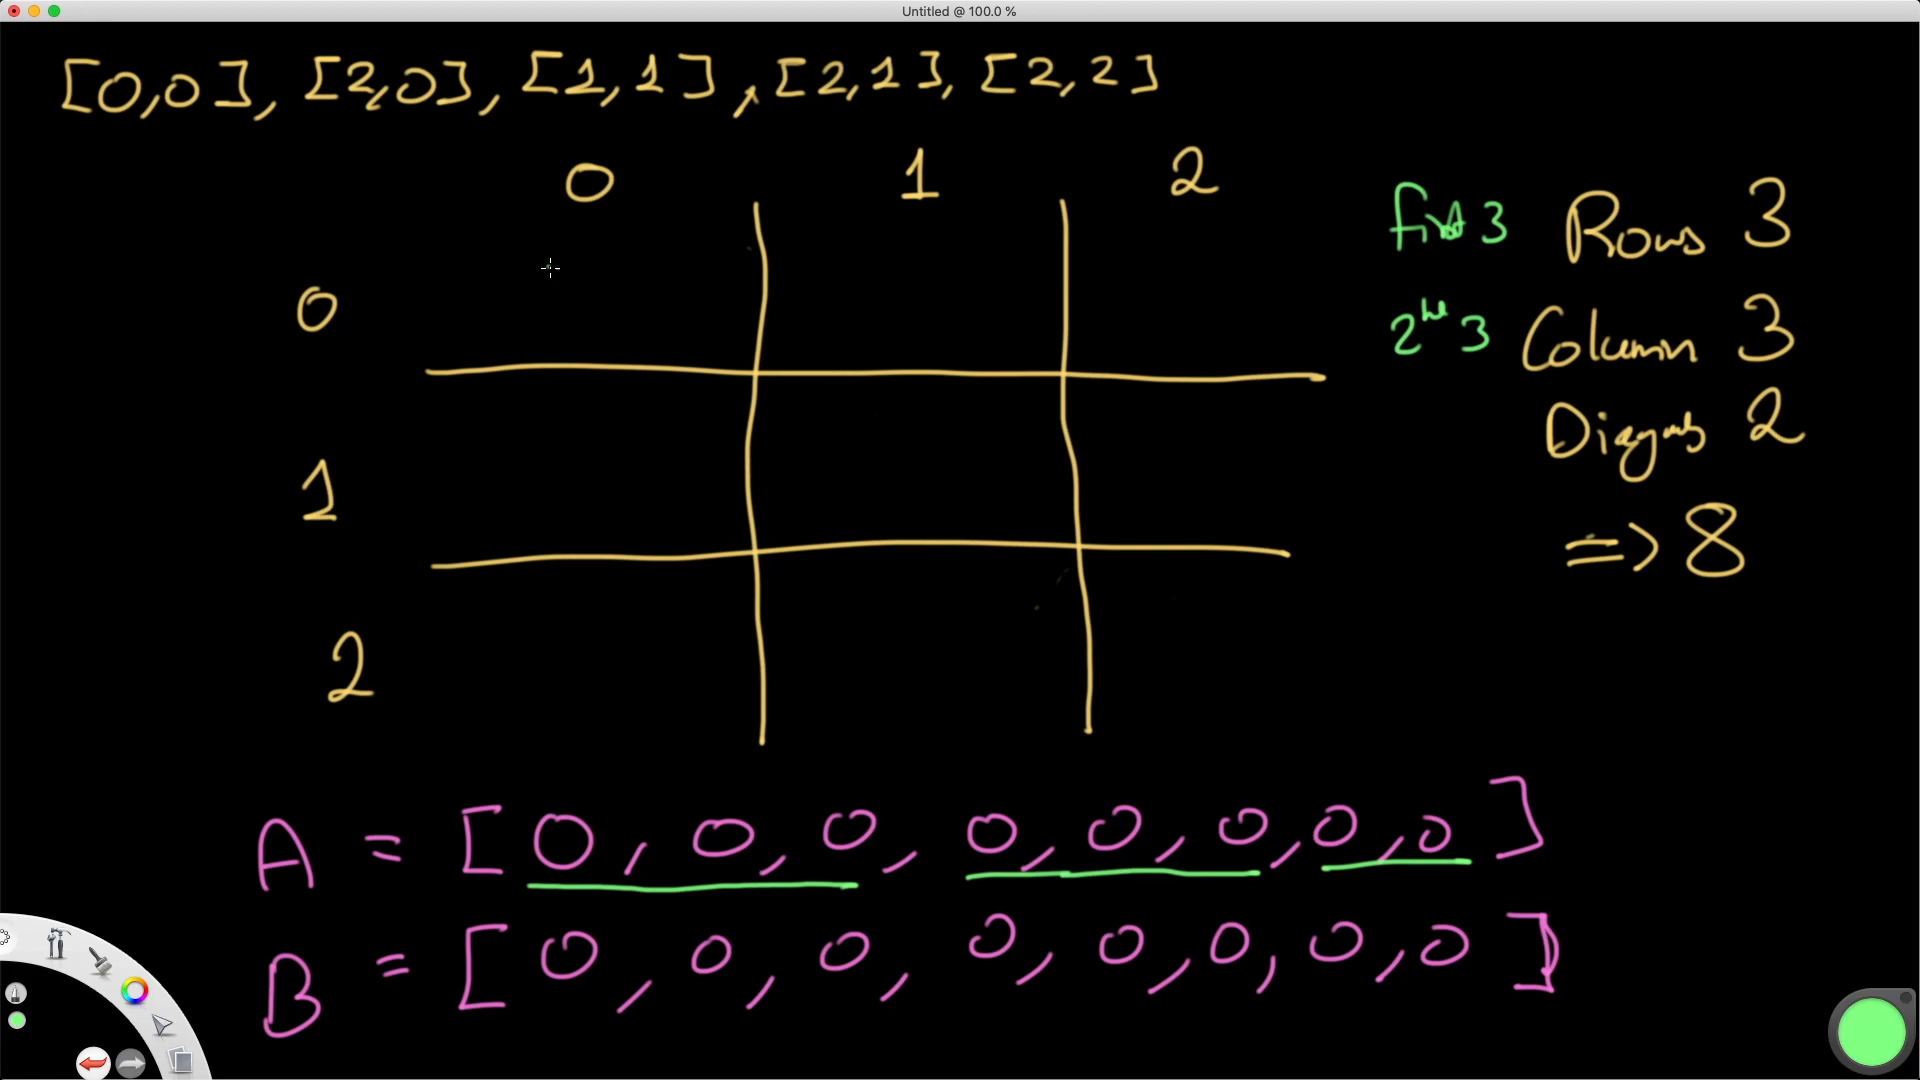 Untitled @ 100.0 %
[0,0], [2,0], [1,1], [2,1], [2,2]
0 1 2
0
1
2
first 3 Rows 3
2nd 3 Column 3
Diagnals 2
=> 8
A = [0, 0, 0, 0, 0, 0, 0, 0]
B = [0, 0, 0, 0, 0, 0, 0, 0]